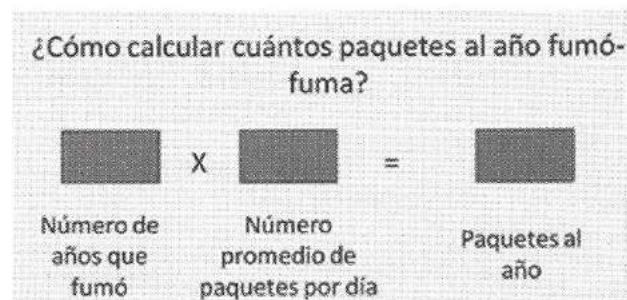 ¿Cómo calcular cuántos paquetes al año fumó-
fuma?
X
=
Número de
años que
fumó
Número
promedio de
paquetes por día
Paquetes al
año